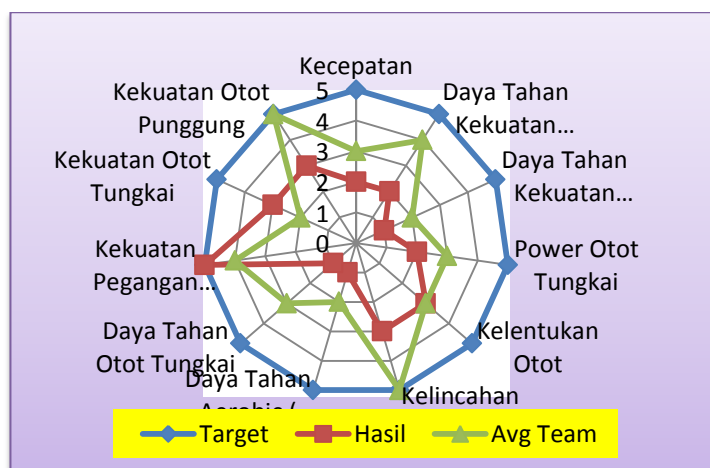 Kecepatan
Daya Tahan
Kekuatan…
Daya Tahan
Kekuatan…
Power Otot
Tungkai
Kelentukan
Otot
Kelincahan
Daya Tahan
Aerobic (
Daya Tahan
Otot Tungkai
Kekuatan
Pegangan…
Kekuatan Otot
Tungkai
Kekuatan Otot
Punggung
5
4
3
2
1
0
Target Hasil Avg Team